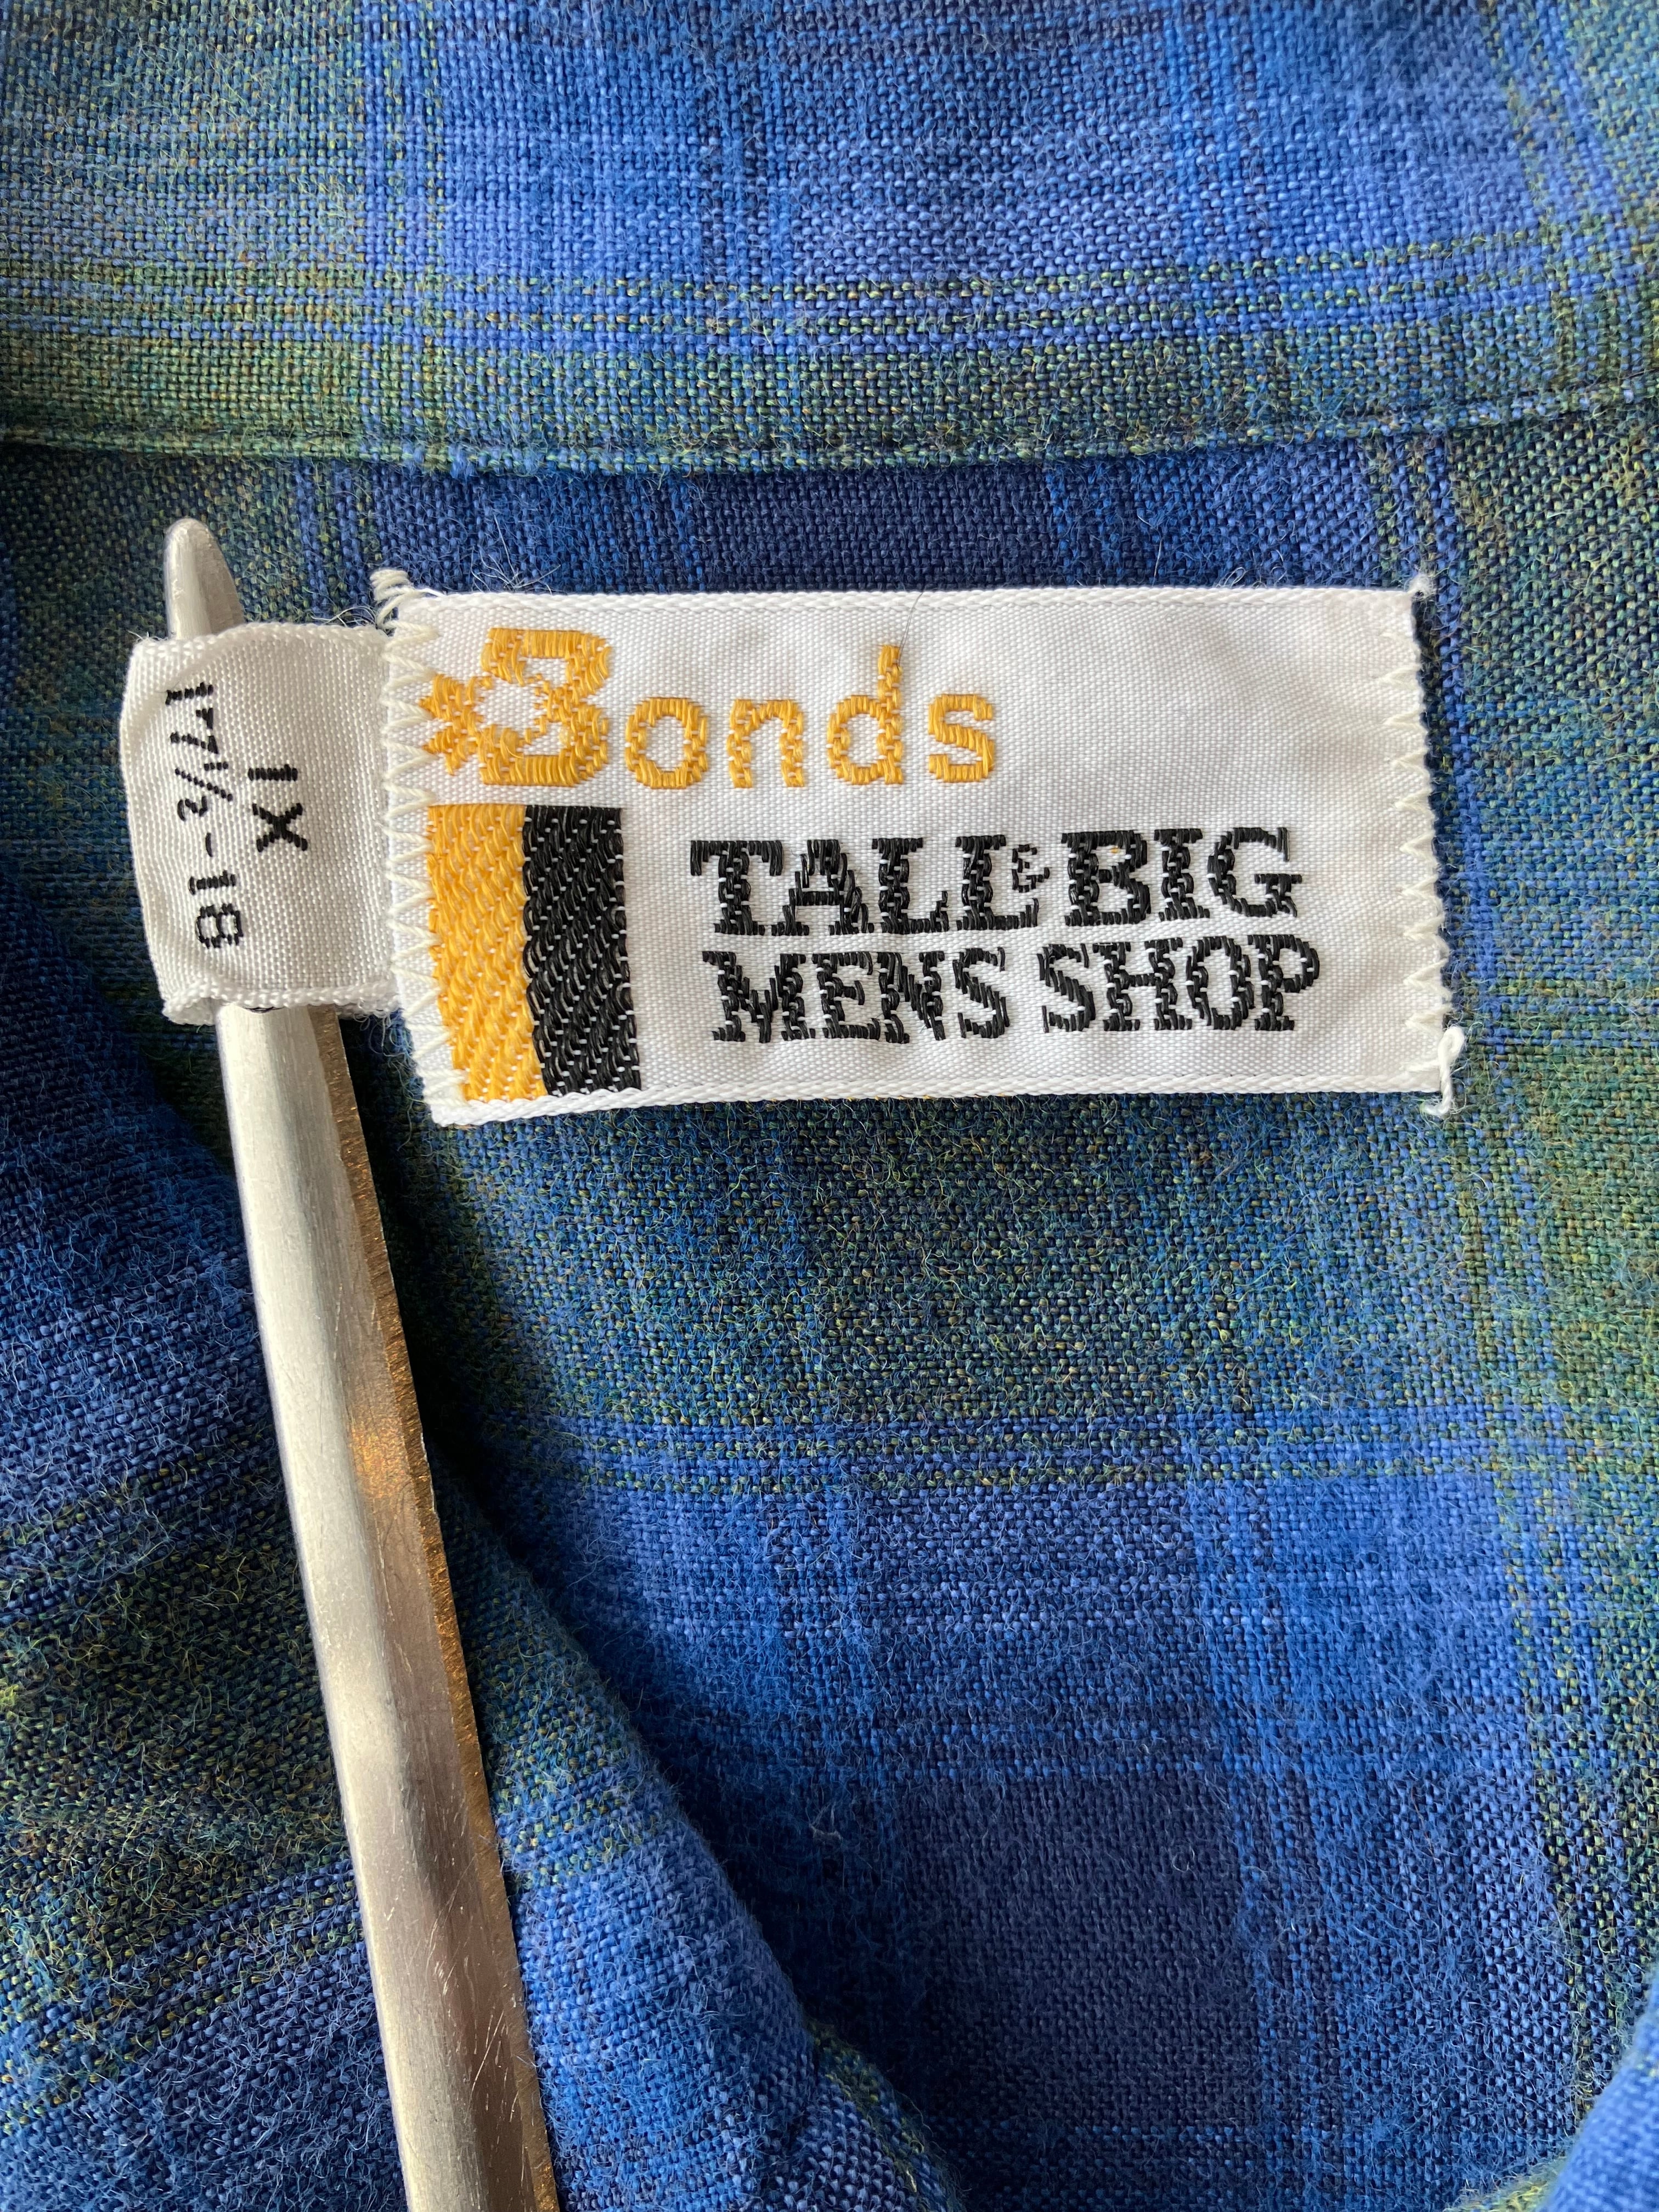 Bonds
TALL & BIG
MENS SHOP
1X
17½-18